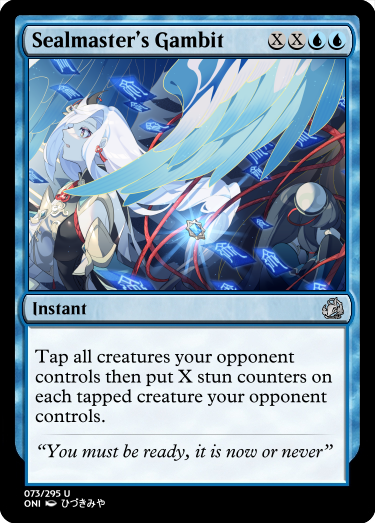 Sealmaster's Gambit X X
Instant
Tap all creatures your opponent
controls then put X stun counters on
each tapped creature your opponent
controls.
“You must be ready, it is now or never”
073/295 U
ONI ひづきみや